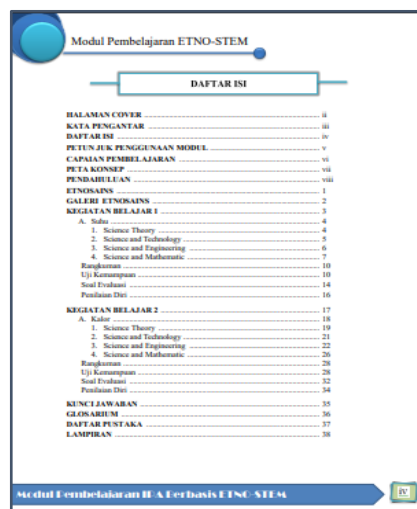 Modul Pembelajaran ETNO-STEM
DAFTAR ISI
HALAMAN COVER ... ii
KATA PENGANTAR ... iii
DAFTAR ISI ... iv
PETUN JUK PENGGUNAAN MODUL ... v
CAPAIAN PEMBELAJARAN ... vi
PETA KONSEP ... vii
PENDAHULUAN ... viii
ETNOSAINS ... 1
GALERI ETNOSAINS ... 2
KEGIATAN BELAJAR 1 ... 3
A. Suhu ... 4
1. Science Theory ... 4
2. Science and Technology ... 5
3. Science and Engineering ... 6
4. Science and Mathematic ... 7
Rangkuman ... 10
Uji Kemampuan ... 10
Soal Evaluasi ... 14
Penilaian Diri ... 16
KEGIATAN BELAJAR 2 ... 17
A. Kalor ... 18
1. Science Theory ... 19
2. Science and Technology ... 21
3. Science and Engineering ... 22
4. Science and Mathematic ... 26
Rangkuman ... 28
Uji Kemampuan ... 28
Soal Evaluasi ... 32
Penilaian Diri ... 34
KUNCI JAWABAN ... 35
GLOSARIUM ... 36
DAFTAR PUSTAKA ... 37
LAMPIRAN ... 38
Modul Pembelajaran IPA Berbasis ETNO-STEM
iv